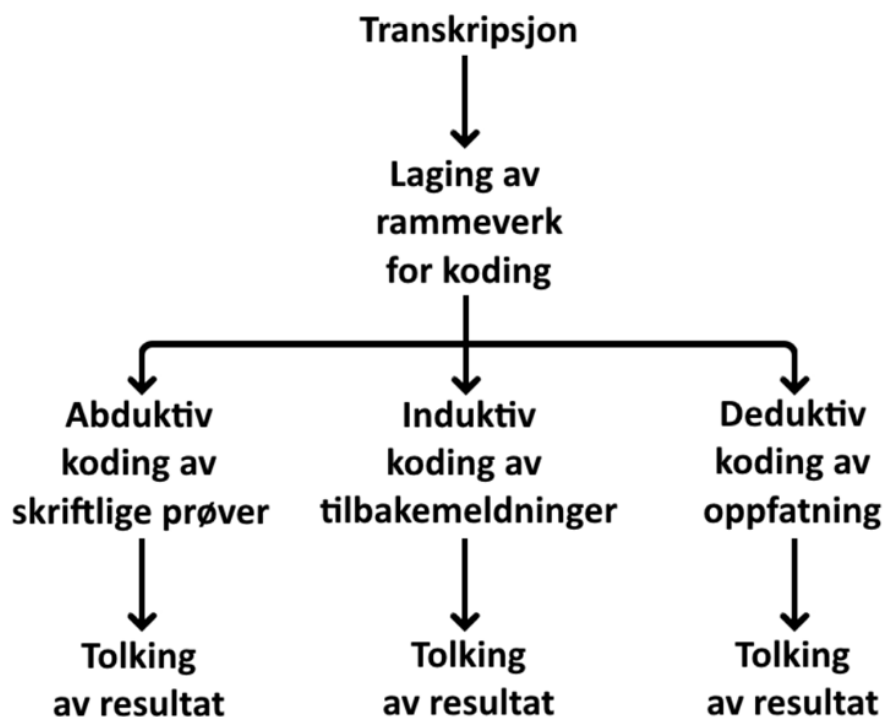 Transkripsjon
Laging av
rammeverk
for koding
Abduktiv
koding av
skriftlige prøver
Induktiv
koding av
tilbakemeldninger
Deduktiv
koding av
oppfatning
Tolking
av resultat
Tolking
av resultat
Tolking
av resultat